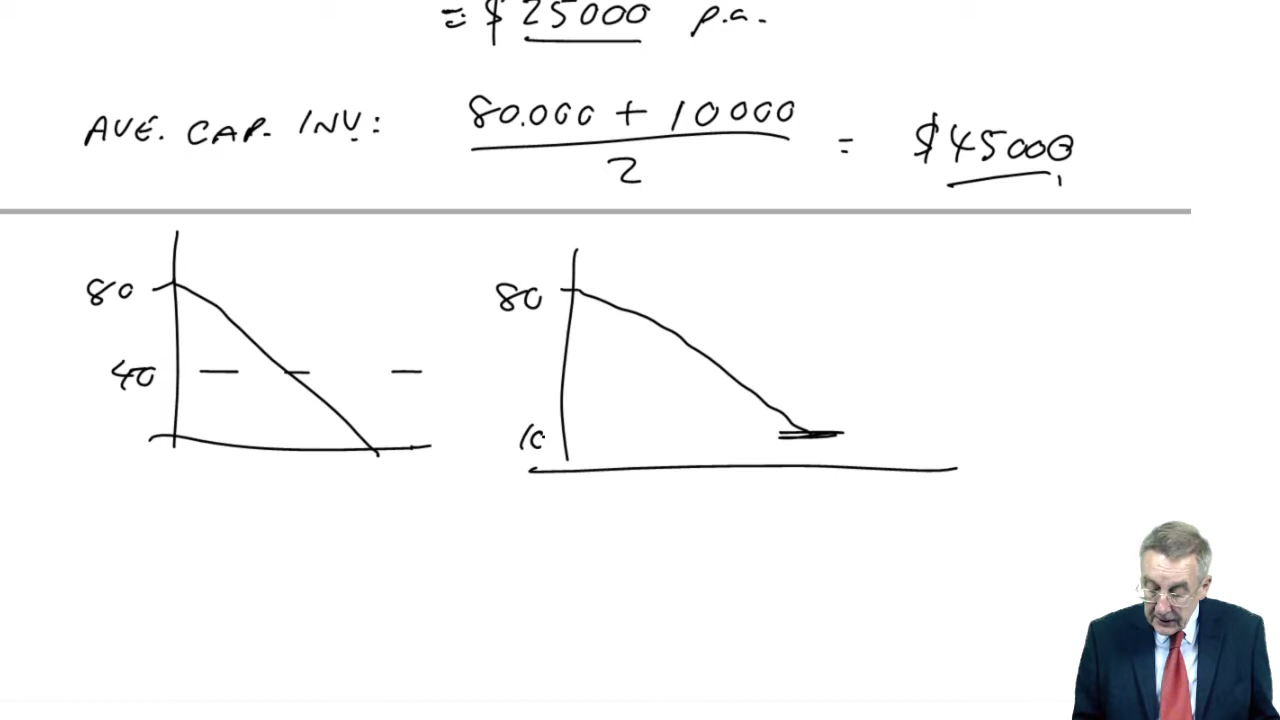 = $ 25000 p.a.
AVE. CAP. INV: 80.000 + 10000 = $45000
2
80
40
80
10